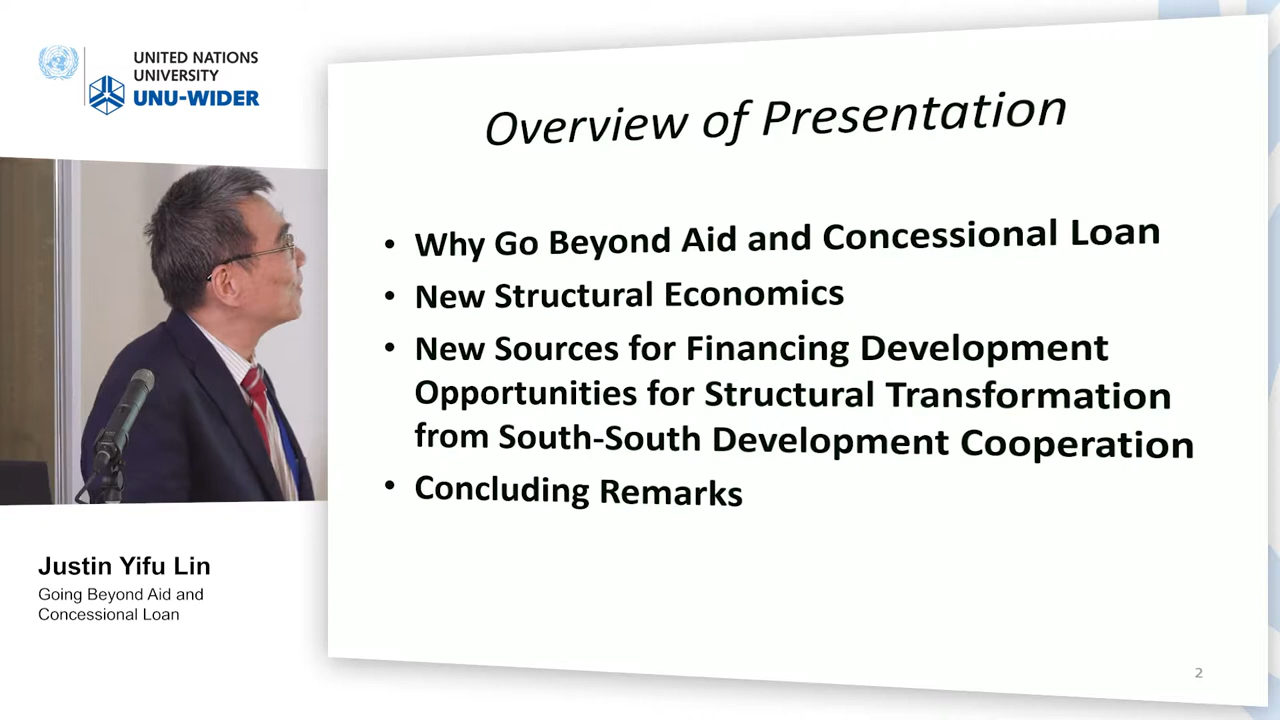 UNITED NATIONS
UNIVERSITY
UNU-WIDER
Overview of Presentation
• Why Go Beyond Aid and Concessional Loan
• New Structural Economics
• New Sources for Financing Development
Opportunities for Structural Transformation
from South-South Development Cooperation
• Concluding Remarks
Justin Yifu Lin
Going Beyond Aid and
Concessional Loan
2